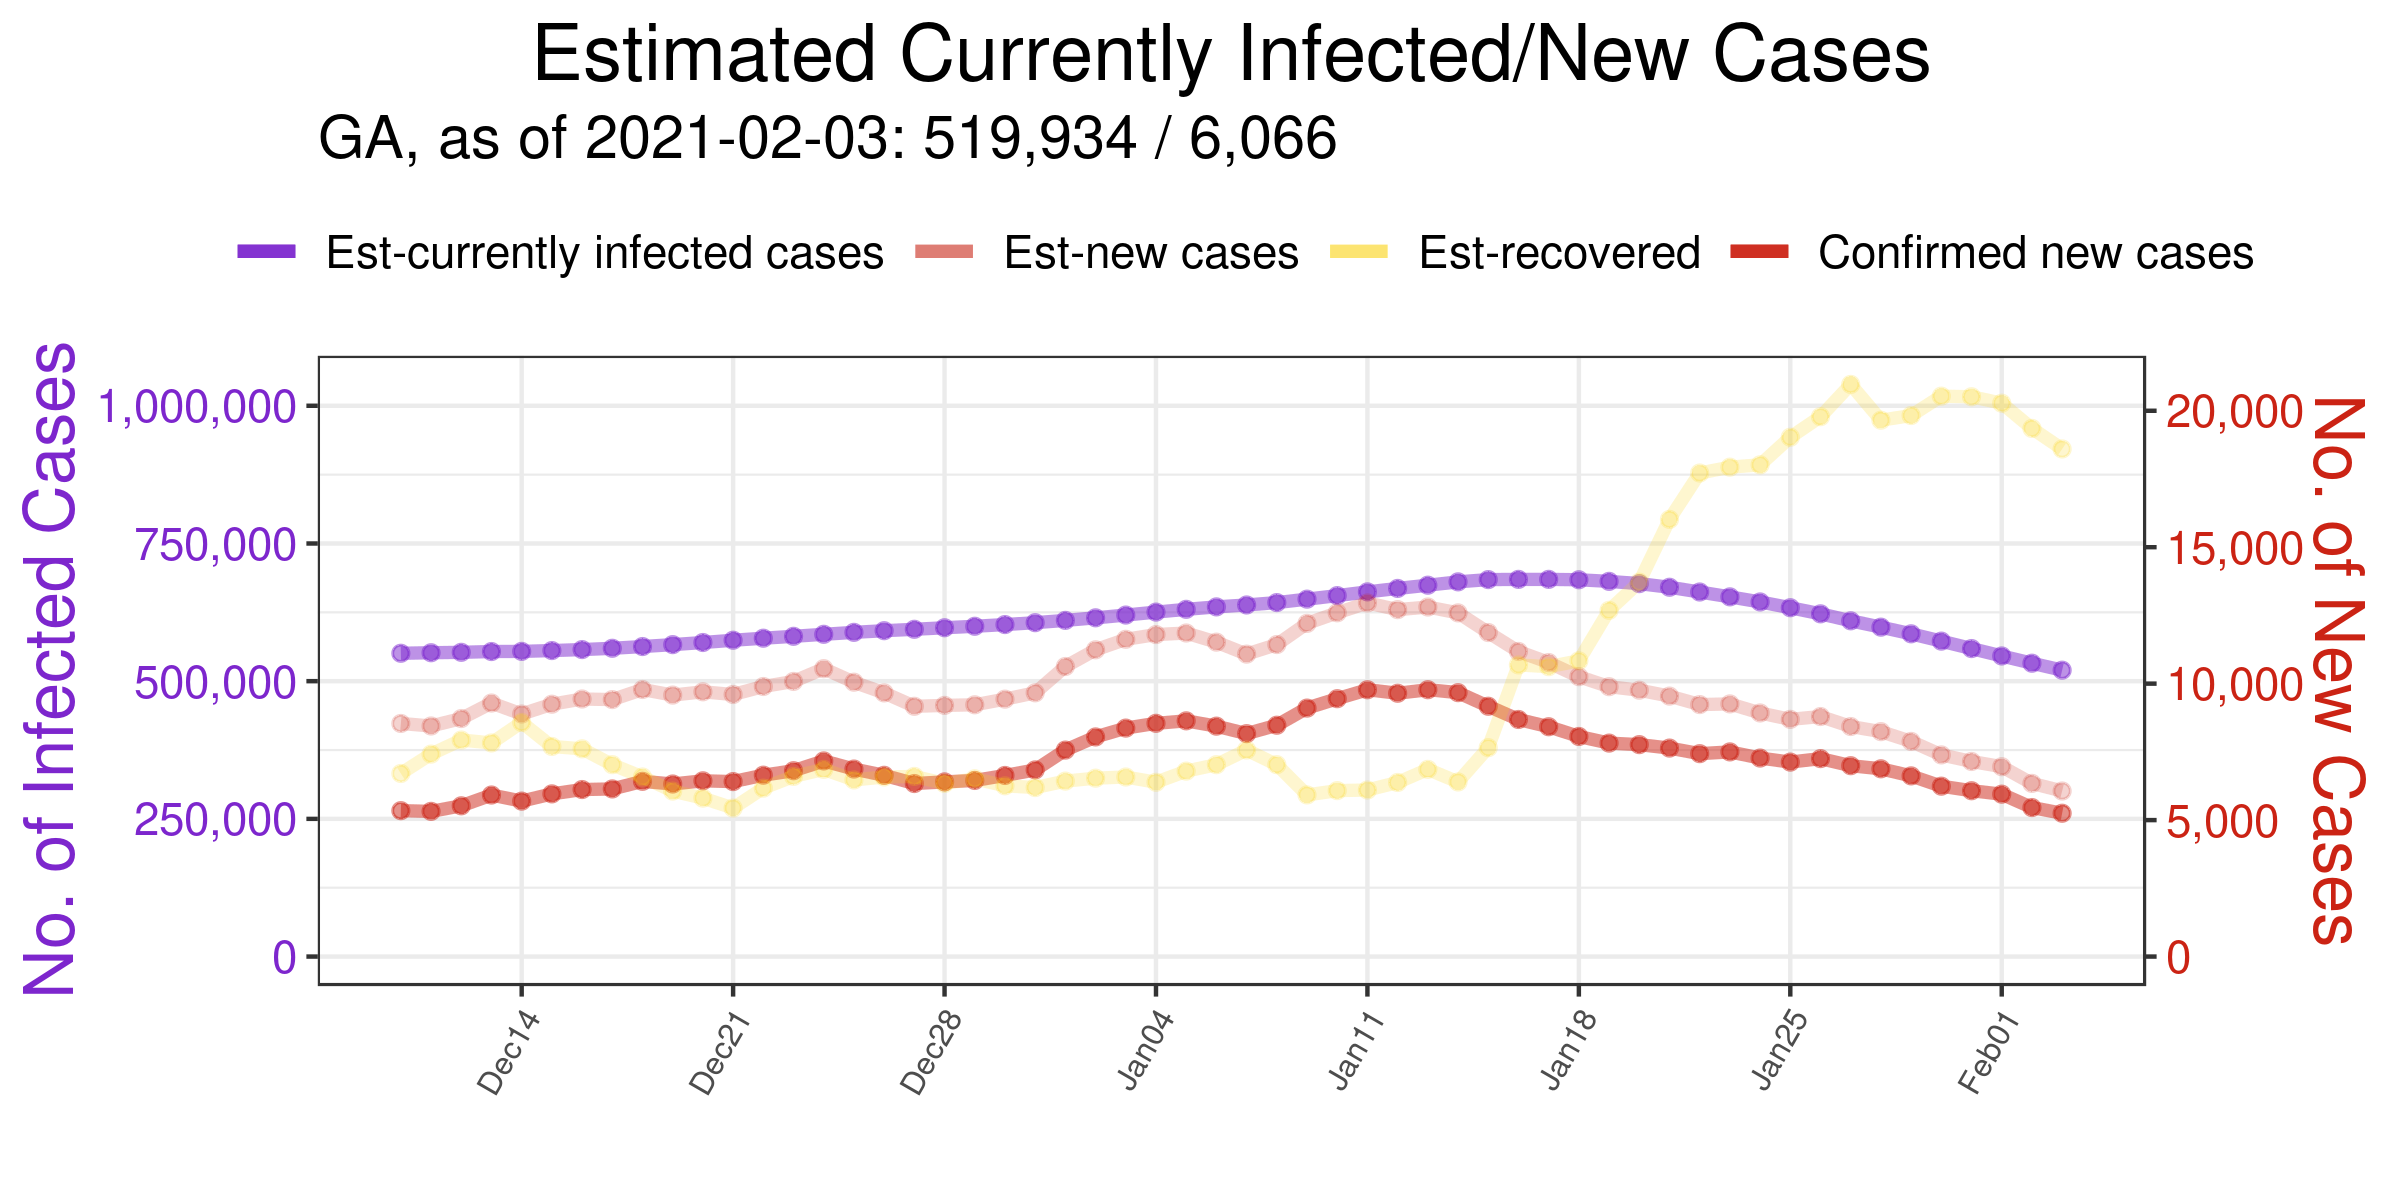 Estimated Currently Infected/New Cases
GA, as of 2021-02-03: 519,934 / 6,066
Est-currently infected cases Est-new cases Est-recovered Confirmed new cases
No. of Infected Cases
1,000,000
750,000
500,000
250,000
0
20,000
15,000
10,000
5,000
0
No. of New Cases
Dec14 Dec21 Dec28 Jan04 Jan11 Jan18 Jan25 Feb01